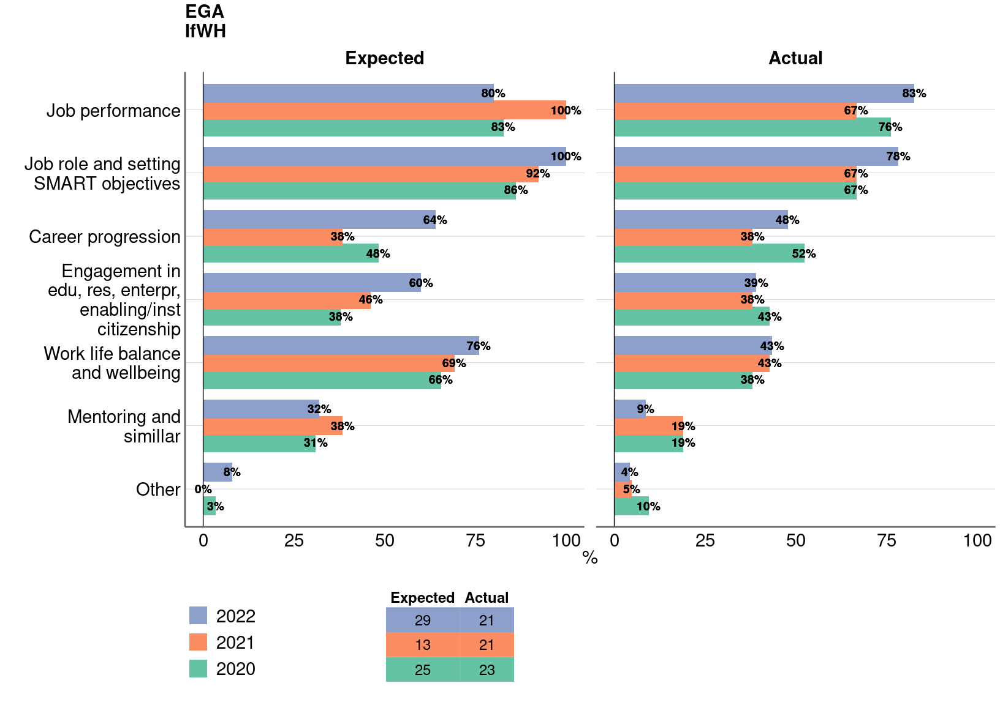 EGA
IfWH
Expected
Actual
Job performance
80%
100%
83%
83%
67%
76%
Job role and setting
SMART objectives
100%
92%
86%
78%
67%
67%
Career progression
64%
38%
48%
48%
38%
52%
Engagement in
edu, res, enterpr,
enabling/inst
citizenship
60%
46%
38%
39%
38%
43%
Work life balance
and wellbeing
76%
69%
66%
43%
43%
38%
Mentoring and
simillar
32%
38%
31%
9%
19%
19%
Other
8%
0%
3%
4%
5%
10%
0 25 50 75 100
0 25 50 75 100
%
2022
2021
2020
Expected Actual
29 21
13 21
25 23